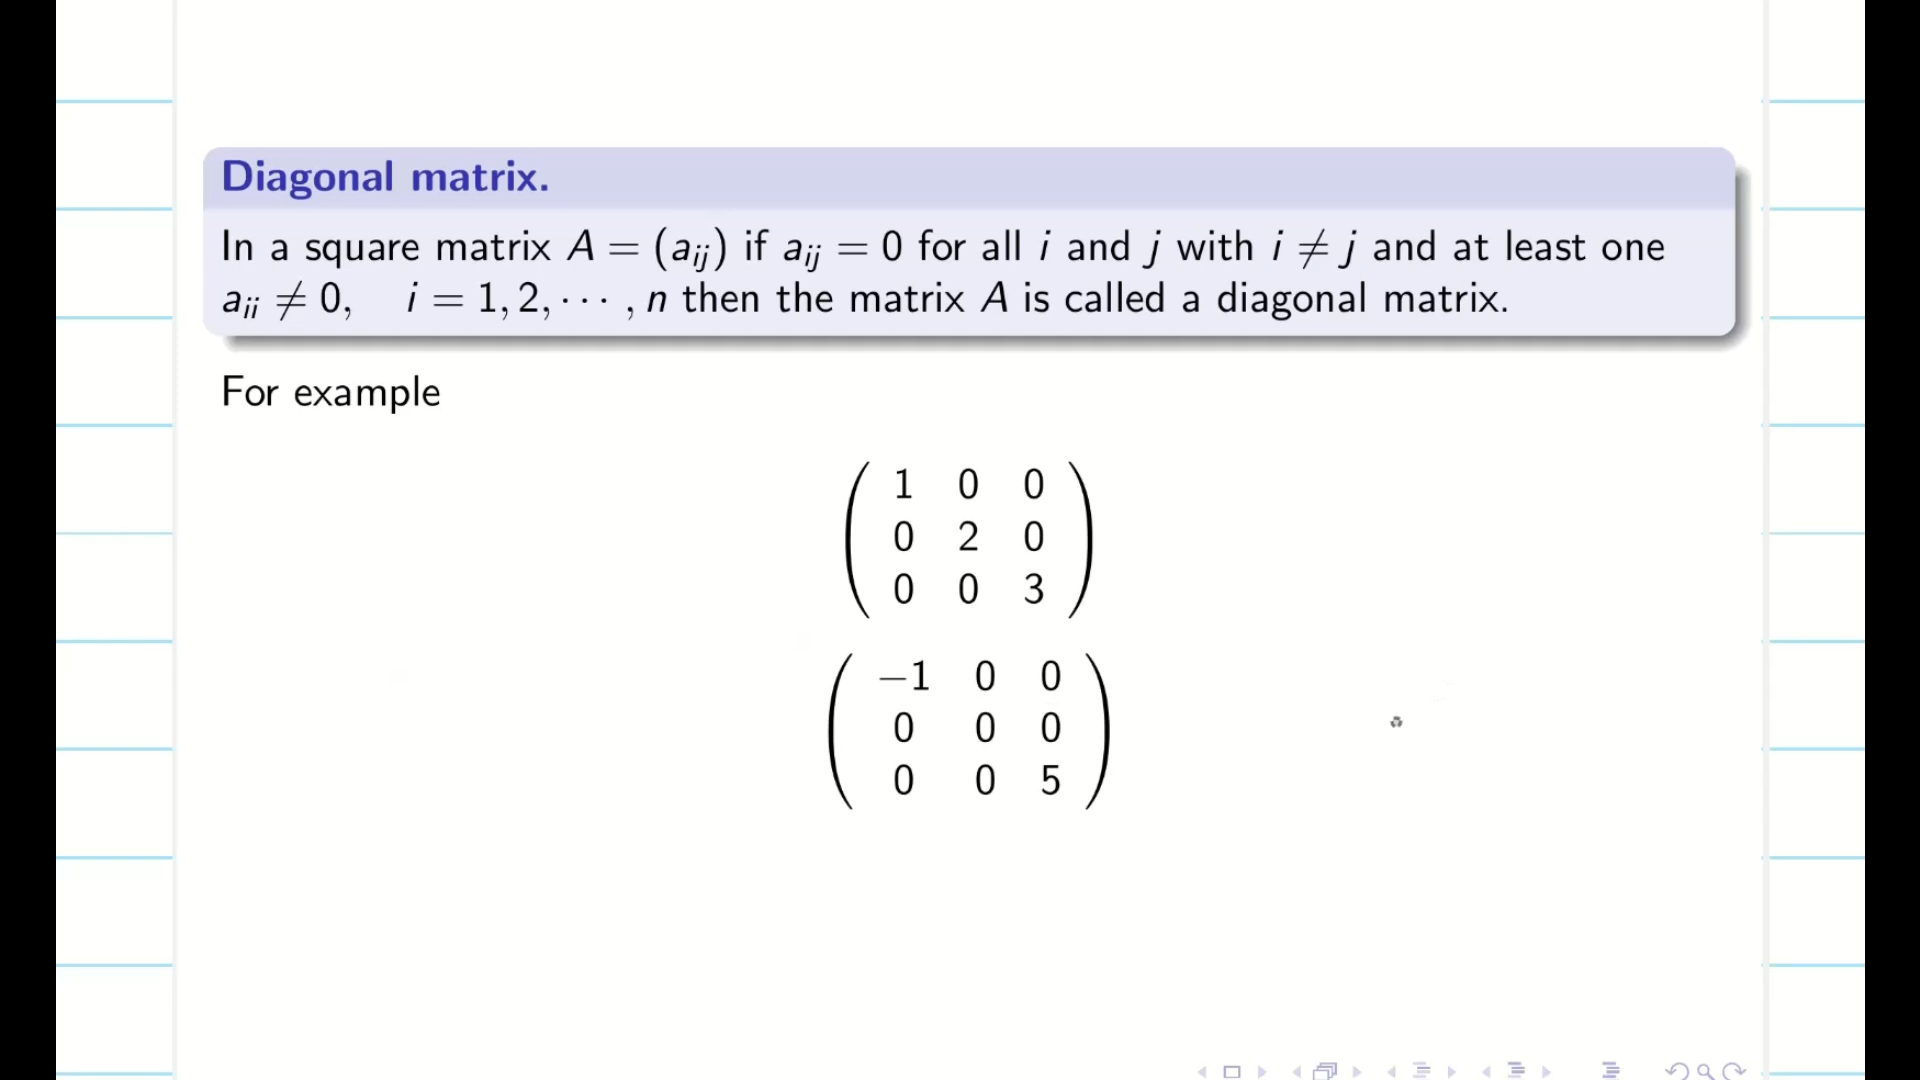 Diagonal matrix.
In a square matrix A = (aᵢⱼ) if aᵢⱼ = 0 for all i and j with i ≠ j and at least one
aᵢᵢ ≠ 0, i = 1, 2, ··· , n then the matrix A is called a diagonal matrix.
For example
1 0 0
0 2 0
0 0 3
−1 0 0
0 0 0
0 0 5